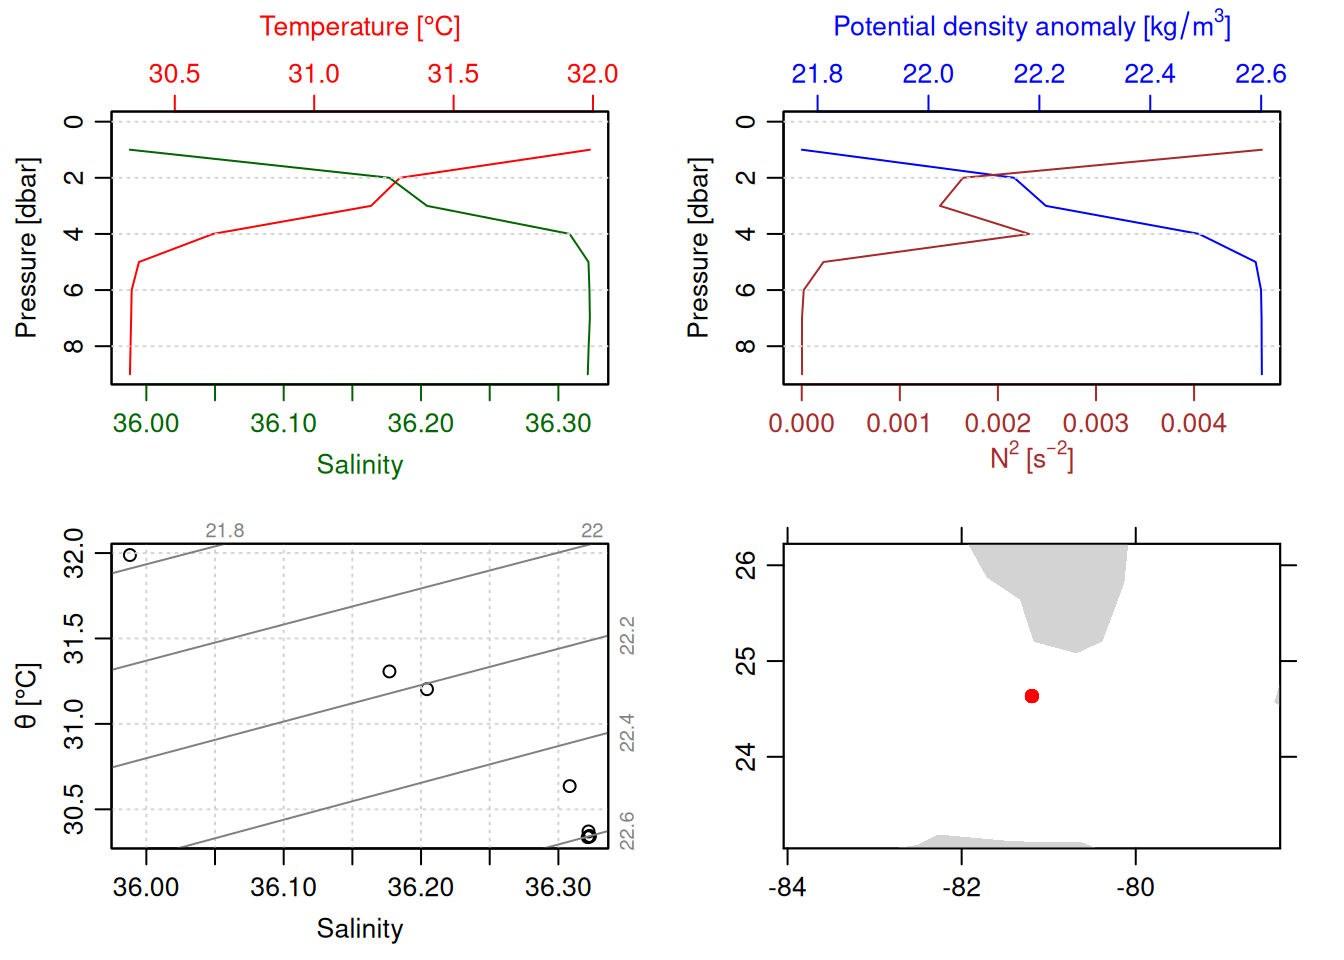 Temperature [°C]
30.5 31.0 31.5 32.0
0
2
4
6
8
Pressure [dbar]
36.00 36.10 36.20 36.30
Salinity
Potential density anomaly [kg/m³]
21.8 22.0 22.2 22.4 22.6
0
2
4
6
8
Pressure [dbar]
0.000 0.001 0.002 0.003 0.004
N² [s⁻²]
21.8 22
22.2
22.4
22.6
32.0
31.5
31.0
30.5
θ [°C]
36.00 36.10 36.20 36.30
Salinity
26
25
24
-84 -82 -80